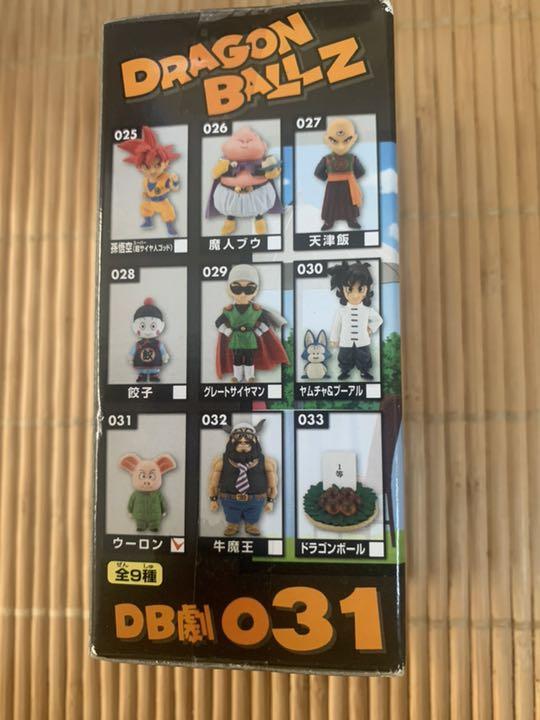 DRAGON
BALL Z
025
026
027
孫悟空(超サイヤ人ゴッド)
魔人ブウ
天津飯
028
029
030
餃子
グレートサイヤマン
ヤムチャ&プーアル
031
032
033
1等
ウーロン
牛魔王
ドラゴンボール
全9種
DB劇 031